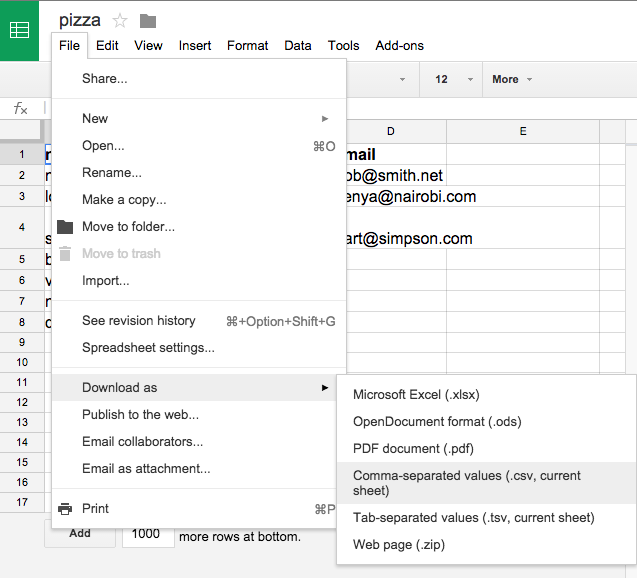 pizza
File Edit View Insert Format Data Tools Add-ons
12 More
fx
Share...
New
Open... ⌘O
Rename...
Make a copy...
Move to folder...
Move to trash
Import...
See revision history ⌘+Option+Shift+G
Spreadsheet settings...
Download as
Publish to the web...
Email collaborators...
Email as attachment...
Print ⌘P
D E
1 mail
2 ob@smith.net
3 enya@nairobi.com
4 art@simpson.com
5
6
7
8
9
10
11
12
13
14
15
16
17
Microsoft Excel (.xlsx)
OpenDocument format (.ods)
PDF document (.pdf)
Comma-separated values (.csv, current
sheet)
Tab-separated values (.tsv, current sheet)
Web page (.zip)
Add 1000 more rows at bottom.